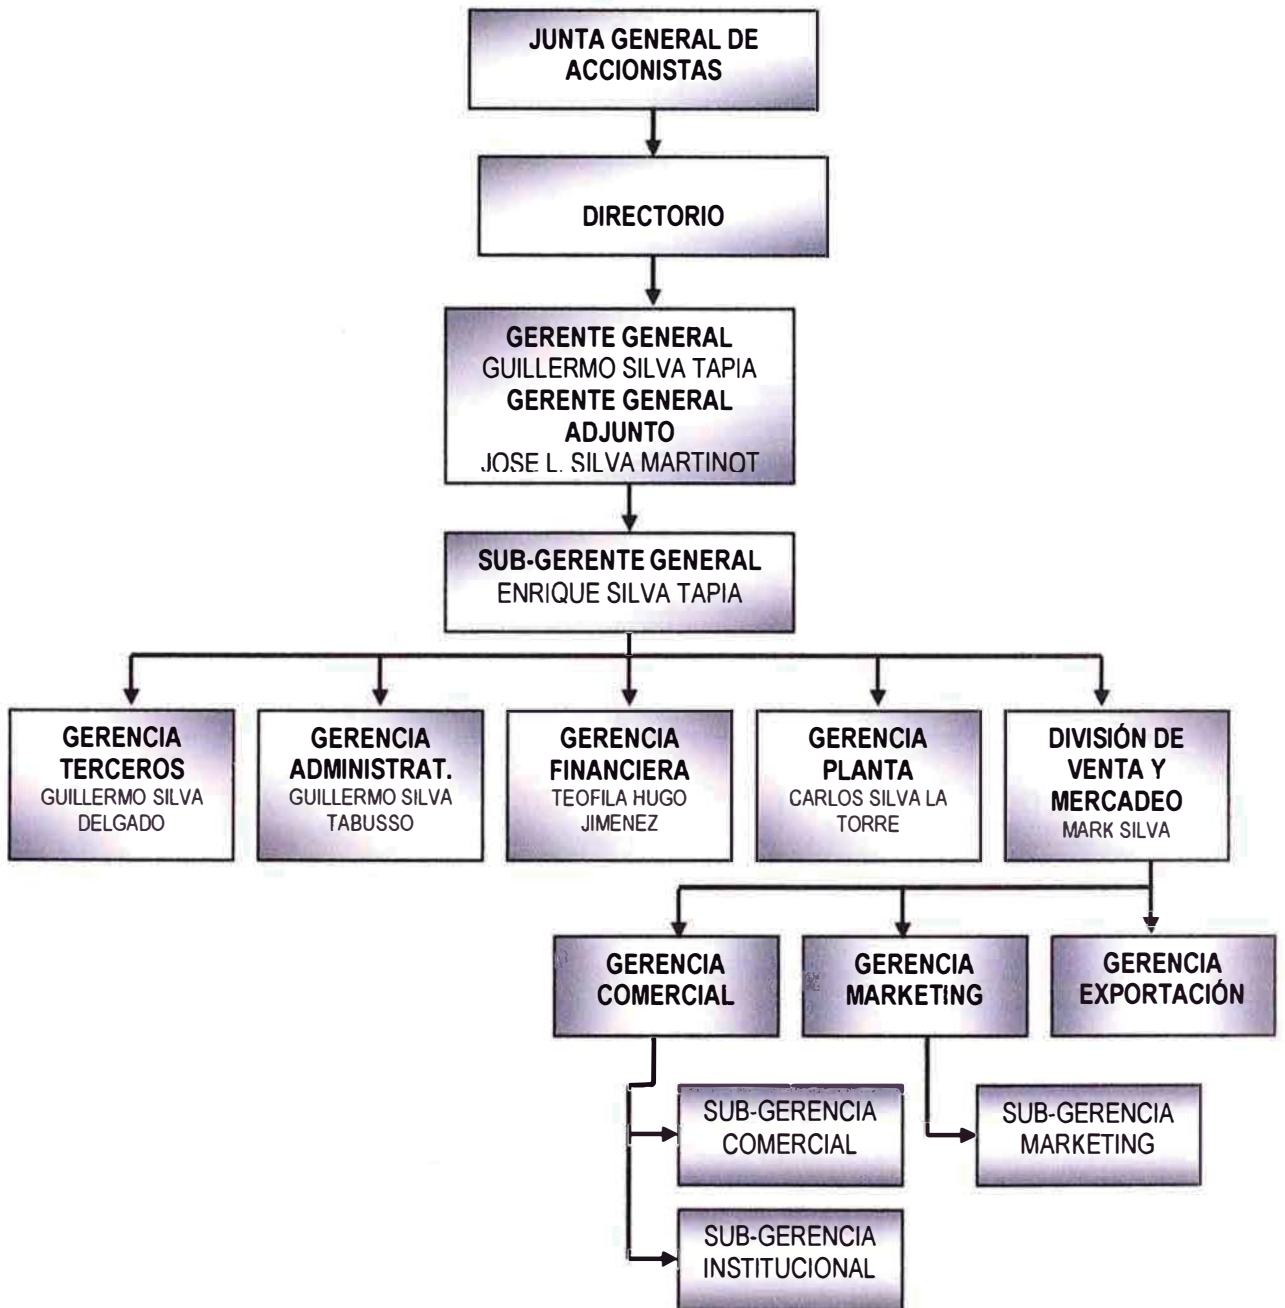 JUNTA GENERAL DE
ACCIONISTAS
DIRECTORIO
GERENTE GENERAL
GUILLERMO SILVA TAPIA
GERENTE GENERAL
ADJUNTO
JOSE L. SILVA MARTINOT
SUB-GERENTE GENERAL
ENRIQUE SILVA TAPIA
GERENCIA
TERCEROS
GUILLERMO SILVA
DELGADO
GERENCIA
ADMINISTRAT.
GUILLERMO SILVA
TABUSSO
GERENCIA
FINANCIERA
TEOFILA HUGO
JIMENEZ
GERENCIA
PLANTA
CARLOS SILVA LA
TORRE
DIVISIÓN DE
VENTA Y
MERCADEO
MARK SILVA
GERENCIA
COMERCIAL
GERENCIA
MARKETING
GERENCIA
EXPORTACIÓN
SUB-GERENCIA
COMERCIAL
SUB-GERENCIA
MARKETING
SUB-GERENCIA
INSTITUCIONAL